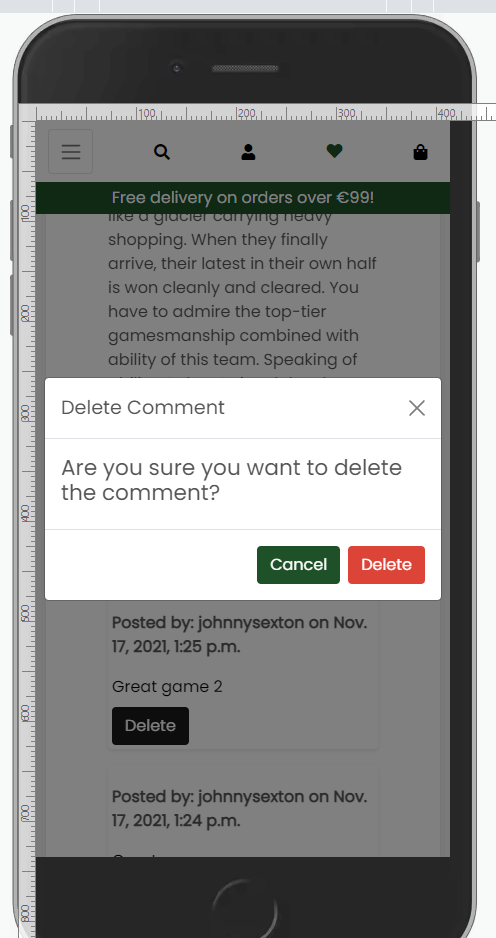 100
200
300
400
Free delivery on orders over €99!
like a glacier carrying heavy
shopping. When they finally
arrive, their latest in their own half
is won cleanly and cleared. You
have to admire the top-tier
gamesmanship combined with
ability of this team. Speaking of
Delete Comment
Are you sure you want to delete
the comment?
Cancel
Delete
Posted by: johnnysexton on Nov.
17, 2021, 1:25 p.m.
Great game 2
Delete
Posted by: johnnysexton on Nov.
17, 2021, 1:24 p.m.
100
200
300
400
500
600
700
800